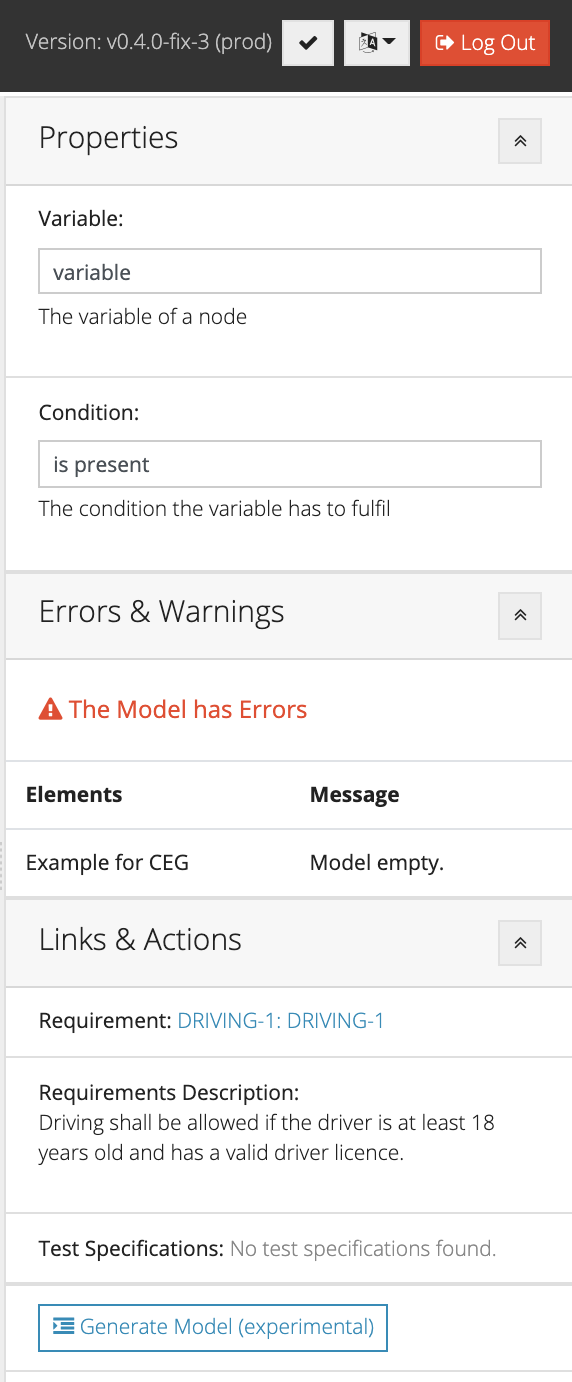 Version: v0.4.0-fix-3 (prod) Log Out
Properties
Variable:
variable
The variable of a node
Condition:
is present
The condition the variable has to fulfil
Errors & Warnings
The Model has Errors
Elements Message
Example for CEG Model empty.
Links & Actions
Requirement: DRIVING-1: DRIVING-1
Requirements Description:
Driving shall be allowed if the driver is at least 18
years old and has a valid driver licence.
Test Specifications: No test specifications found.
Generate Model (experimental)